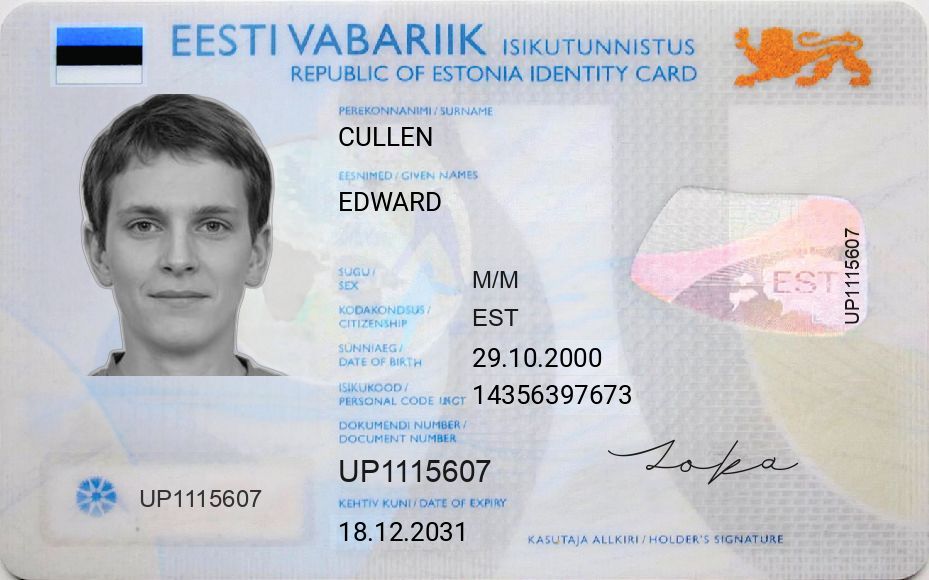 EESTI VABARIIK ISIKUTUNNISTUS
REPUBLIC OF ESTONIA IDENTITY CARD
PEREKONNANIMI / SURNAME
CULLEN
EESNIMED / GIVEN NAMES
EDWARD
SUGU /
SEX
M/M
KODAKONDSUS /
CITIZENSHIP
EST
SÜNNIAEG /
DATE OF BIRTH
29.10.2000
ISIKUKOOD /
PERSONAL CODE
14356397673
DOKUMENDI NUMBER /
DOCUMENT NUMBER
UP1115607
KEHTIV KUNI / DATE OF EXPIRY
18.12.2031
UP1115607
EST
UP1115607
KASUTAJA ALLKIRI / HOLDER'S SIGNATURE